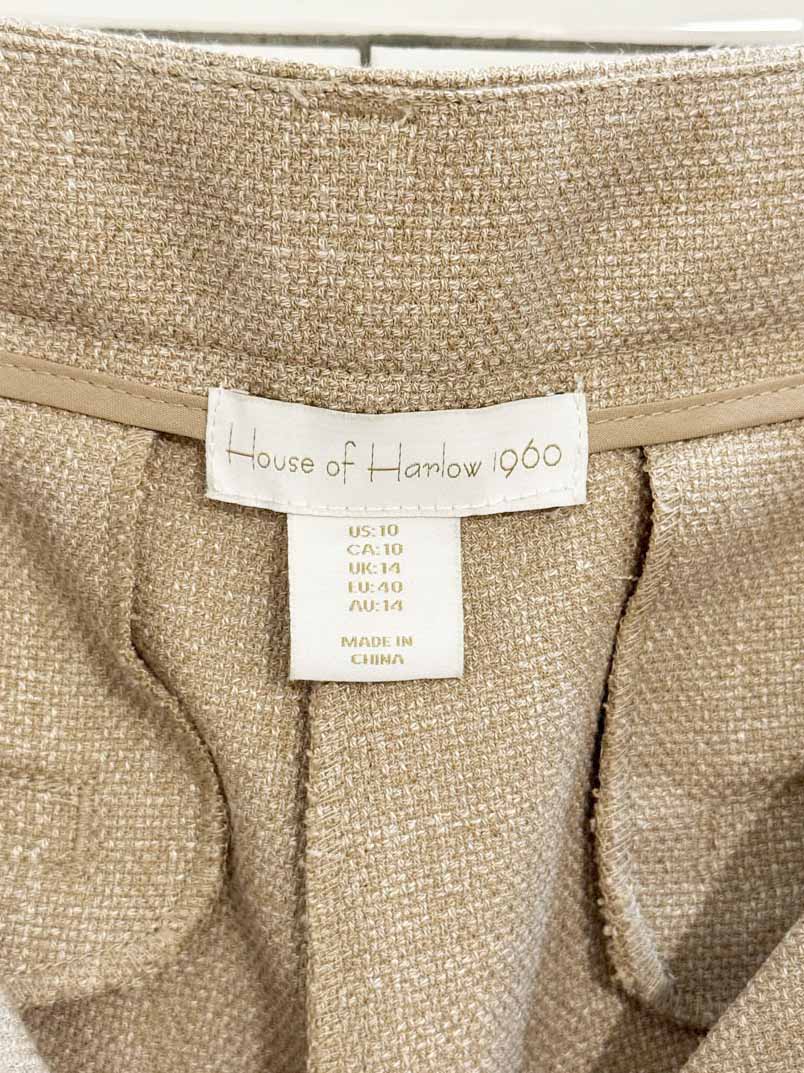 House of Harlow 1960
US:10
CA:10
UK:14
EU:40
AU:14
MADE IN
CHINA